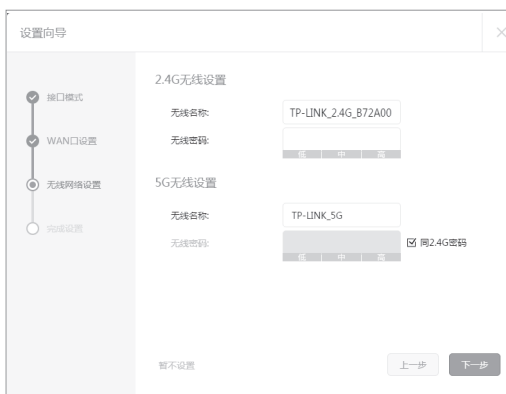 设置向导
接口模式
WAN口设置
无线网络设置
完成设置
2.4G无线设置
无线名称:
TP-LINK_2.4G_B72A00
无线密码:
低 | 中 | 高
5G无线设置
无线名称:
TP-LINK_5G
无线密码:
同2.4G密码
低 | 中 | 高
暂不设置
上一步
下一步